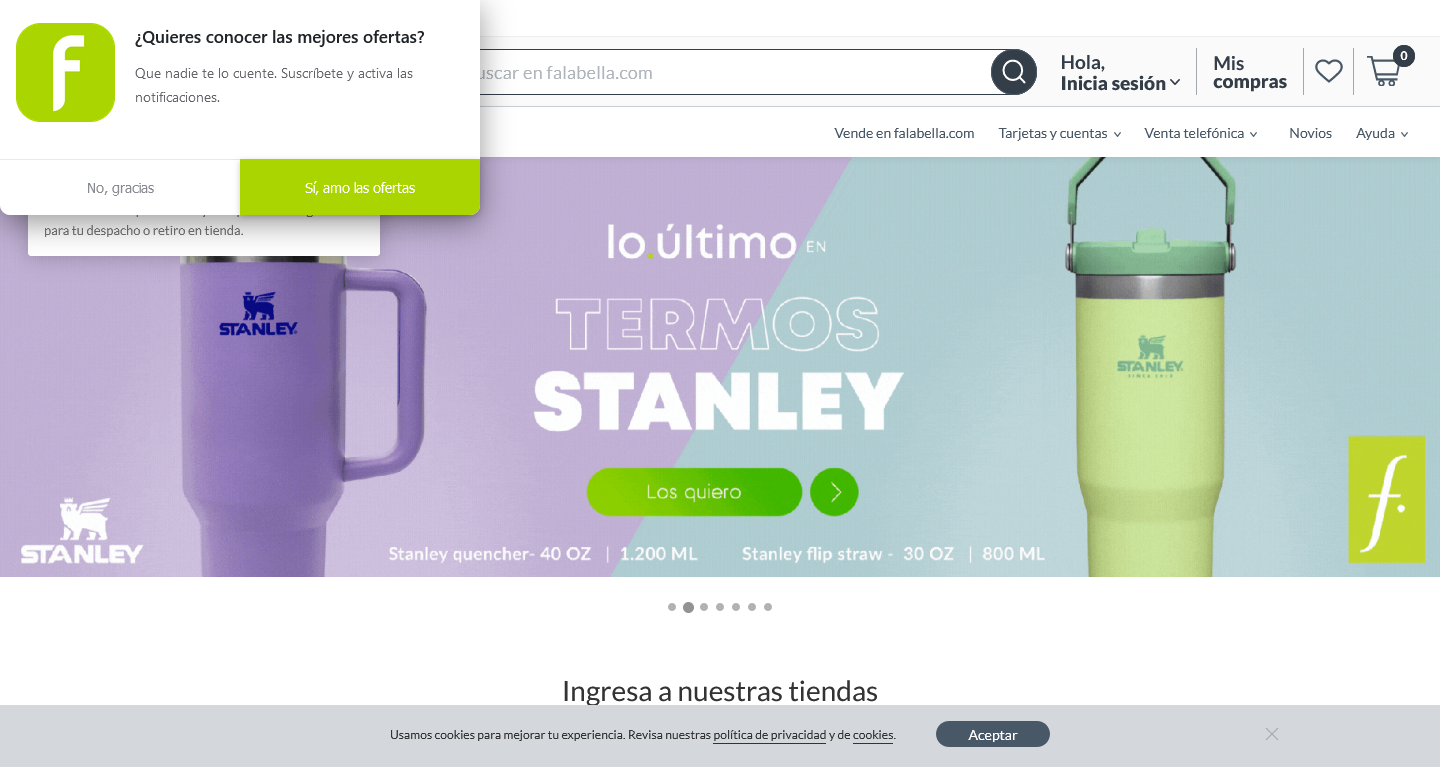 ¿Quieres conocer las mejores ofertas?
Que nadie te lo cuente. Suscríbete y activa las
notificaciones.
No, gracias
Sí, amo las ofertas
para tu despacho o retiro en tienda.
en falabella.com
Hola,
Inicia sesión
Mis
compras
0
Vende en falabella.com
Tarjetas y cuentas
Venta telefónica
Novios
Ayuda
lo.último EN
TERMOS
STANLEY
Los quiero
STANLEY
STANLEY
SINCE 1913
STANLEY
Stanley quencher- 40 OZ | 1.200 ML
Stanley flip straw - 30 OZ | 800 ML
f.
Ingresa a nuestras tiendas
Usamos cookies para mejorar tu experiencia. Revisa nuestras política de privacidad y de cookies.
Aceptar